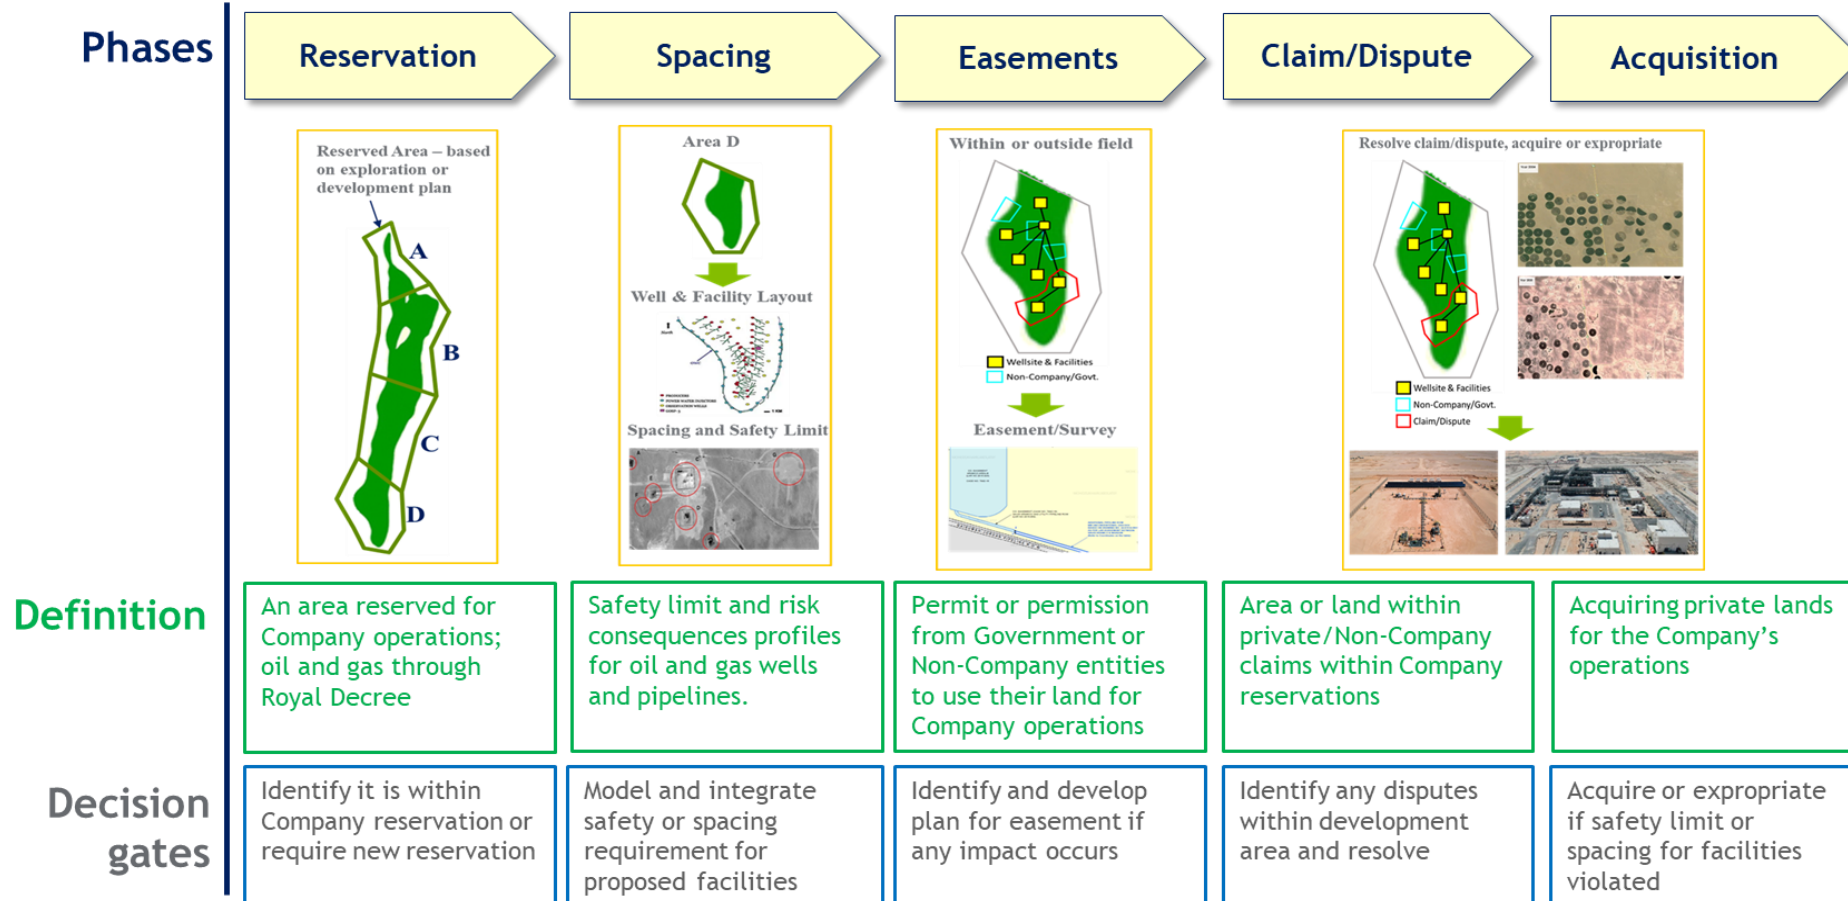 Phases
Reservation
Spacing
Easements
Claim/Dispute
Acquisition
Reserved Area – based
on exploration or
development plan
A
B
C
D
Area D
Well & Facility Layout
Spacing and Safety Limit
Within or outside field
Wellsite & Facilities
Non-Company/Govt.
Easement/Survey
Resolve claim/dispute, acquire or expropriate
Wellsite & Facilities
Non-Company/Govt.
Claim/Dispute
Definition
An area reserved for
Company operations;
oil and gas through
Royal Decree
Safety limit and risk
consequences profiles
for oil and gas wells
and pipelines.
Permit or permission
from Government or
Non-Company entities
to use their land for
Company operations
Area or land within
private/Non-Company
claims within Company
reservations
Acquiring private lands
for the Company's
operations
Decision
gates
Identify it is within
Company reservation or
require new reservation
Model and integrate
safety or spacing
requirement for
proposed facilities
Identify and develop
plan for easement if
any impact occurs
Identify any disputes
within development
area and resolve
Acquire or expropriate
if safety limit or
spacing for facilities
violated